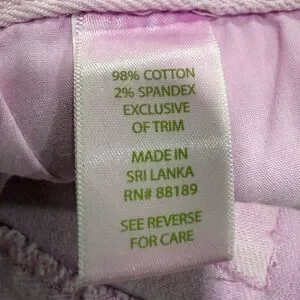 98% COTTON
2% SPANDEX
EXCLUSIVE
OF TRIM
MADE IN
SRI LANKA
RN# 88189
SEE REVERSE
FOR CARE